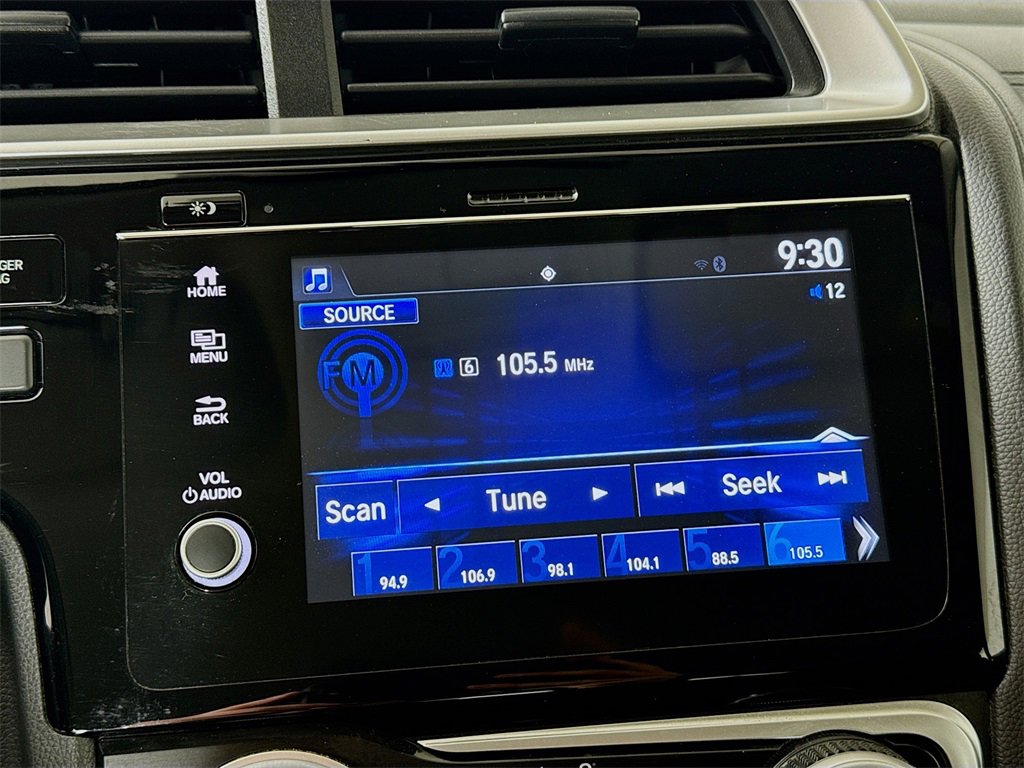 GER
AG
HOME
MENU
BACK
VOL
AUDIO
9:30
12
SOURCE
FM
6 105.5 MHz
Scan Tune Seek
1 94.9
2 106.9
3 98.1
4 104.1
5 88.5
6 105.5